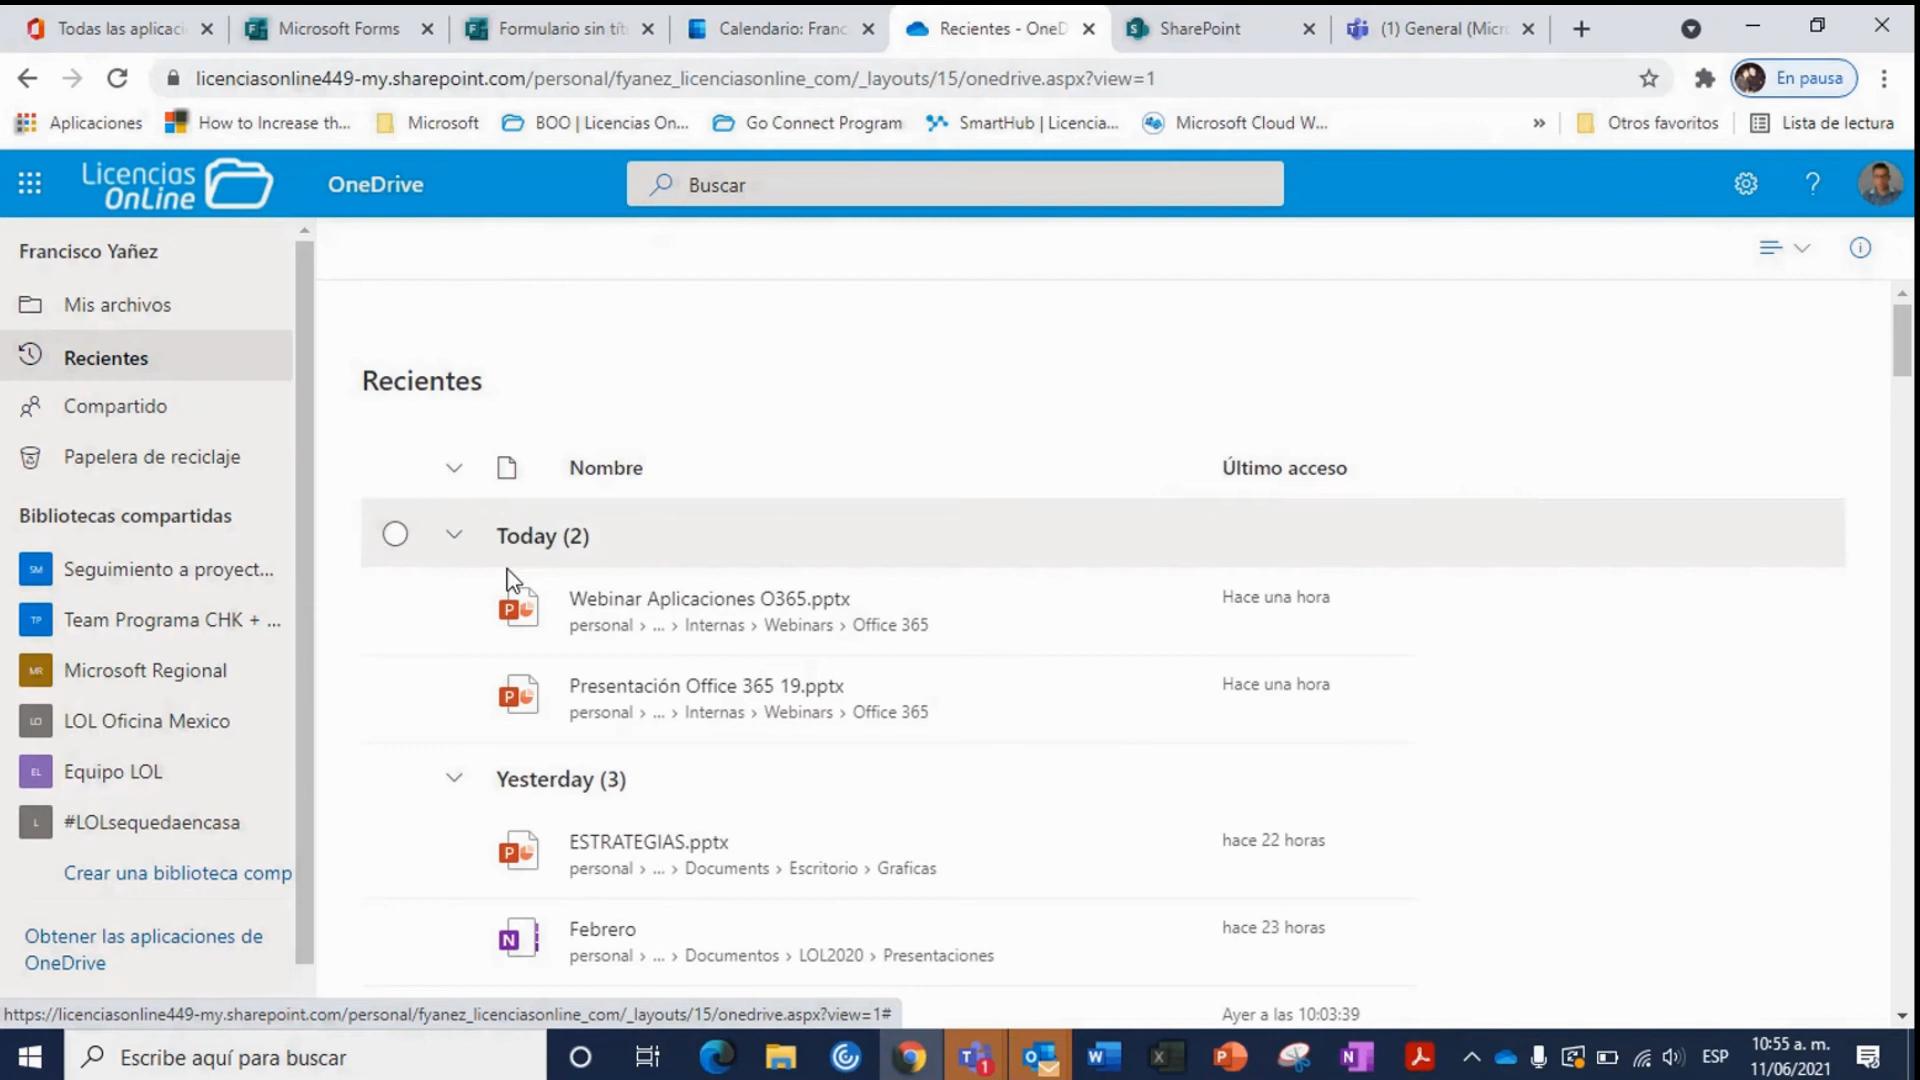 Todas las aplicaci
Microsoft Forms
Formulario sin tít
Calendario: Franc
Recientes - OneD
SharePoint
(1) General (Micr
licenciasonline449-my.sharepoint.com/personal/fyanez_licenciasonline_com/_layouts/15/onedrive.aspx?view=1
En pausa
Aplicaciones
How to Increase th...
Microsoft
BOO | Licencias On...
Go Connect Program
SmartHub | Licencia...
Microsoft Cloud W...
»
Otros favoritos
Lista de lectura
Licencias
OnLine
OneDrive
Buscar
?
Francisco Yañez
Mis archivos
Recientes
Compartido
Papelera de reciclaje
Bibliotecas compartidas
SM
Seguimiento a proyect...
TP
Team Programa CHK + ...
MR
Microsoft Regional
LO
LOL Oficina Mexico
EL
Equipo LOL
L
#LOLsequedaencasa
Crear una biblioteca comp
Obtener las aplicaciones de
OneDrive
Recientes
Nombre
Último acceso
Today (2)
Webinar Aplicaciones O365.pptx
Hace una hora
personal › ... › Internas › Webinars › Office 365
Presentación Office 365 19.pptx
Hace una hora
personal › ... › Internas › Webinars › Office 365
Yesterday (3)
ESTRATEGIAS.pptx
hace 22 horas
personal › ... › Documents › Escritorio › Graficas
Febrero
hace 23 horas
personal › ... › Documentos › LOL2020 › Presentaciones
Ayer a las 10:03:39
https://licenciasonline449-my.sharepoint.com/personal/fyanez_licenciasonline_com/_layouts/15/onedrive.aspx?view=1#
Escribe aquí para buscar
1
ESP
10:55 a. m.
11/06/2021